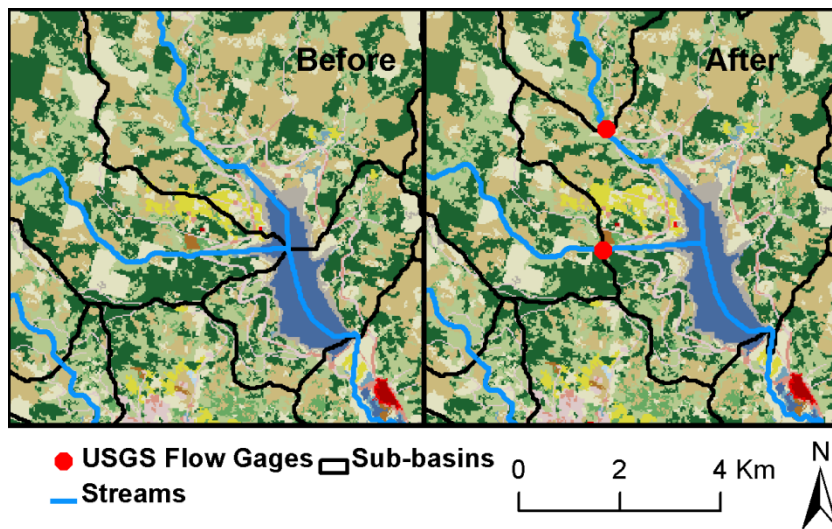 Before
After
USGS Flow Gages
Sub-basins
Streams
0 2 4 Km
N